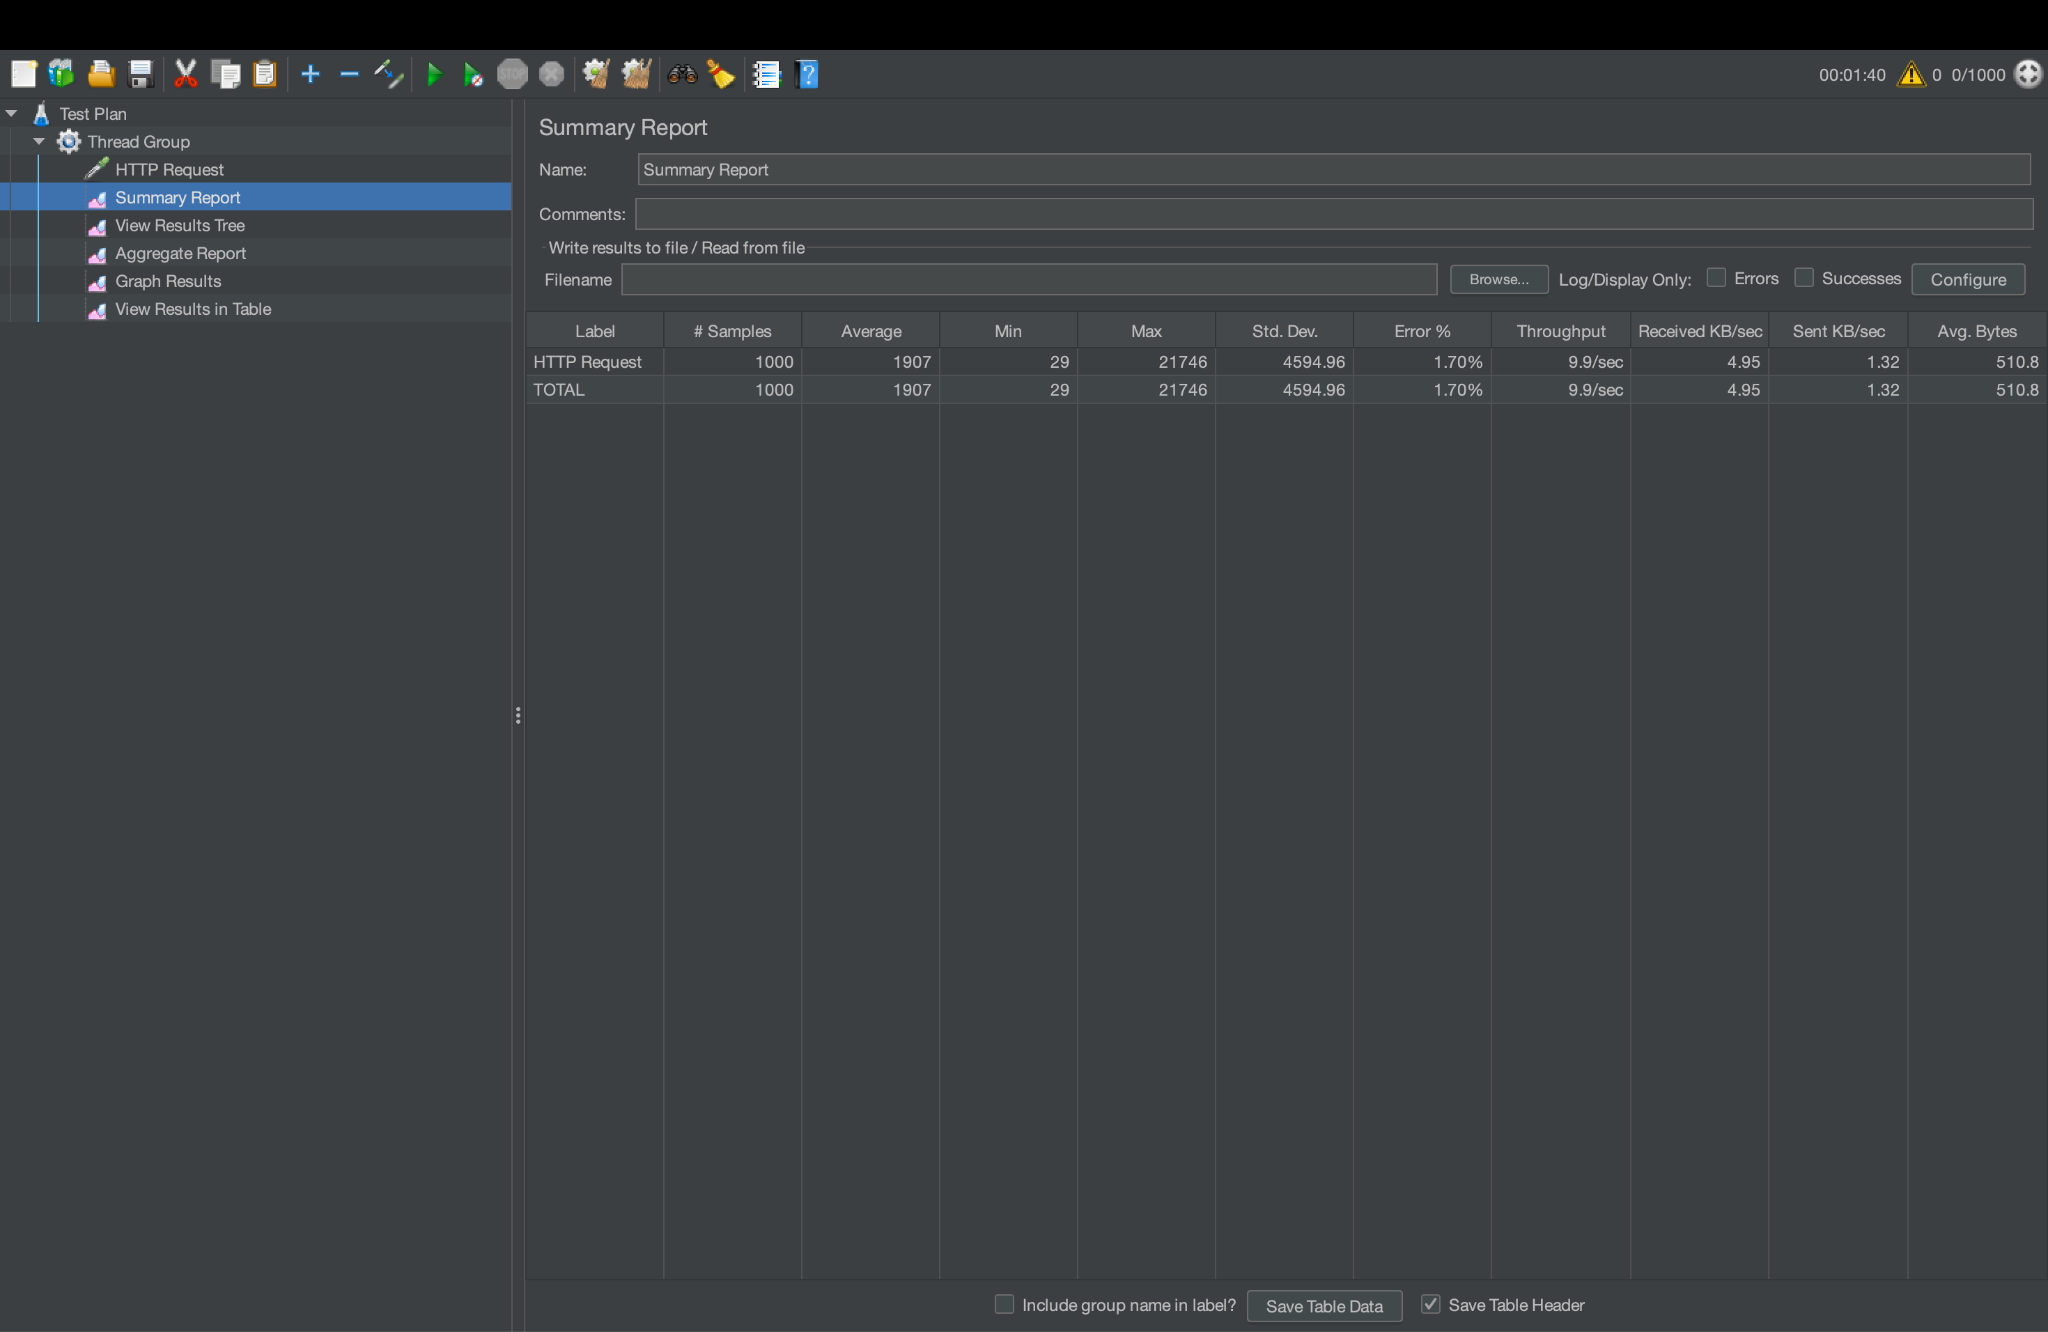 STOP
00:01:40 0 0/1000
Test Plan
Thread Group
HTTP Request
Summary Report
View Results Tree
Aggregate Report
Graph Results
View Results in Table
Summary Report
Name: Summary Report
Comments:
Write results to file / Read from file
Filename Browse... Log/Display Only: Errors Successes Configure
Label # Samples Average Min Max Std. Dev. Error % Throughput Received KB/sec Sent KB/sec Avg. Bytes
HTTP Request 1000 1907 29 21746 4594.96 1.70% 9.9/sec 4.95 1.32 510.8
TOTAL 1000 1907 29 21746 4594.96 1.70% 9.9/sec 4.95 1.32 510.8
Include group name in label? Save Table Data Save Table Header